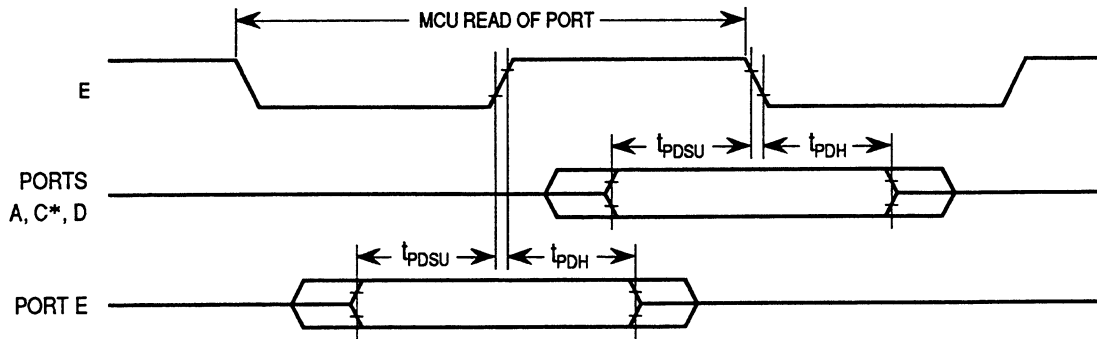 MCU READ OF PORT
E
tPDSU
tPDH
PORTS
A, C*, D
tPDSU
tPDH
PORT E